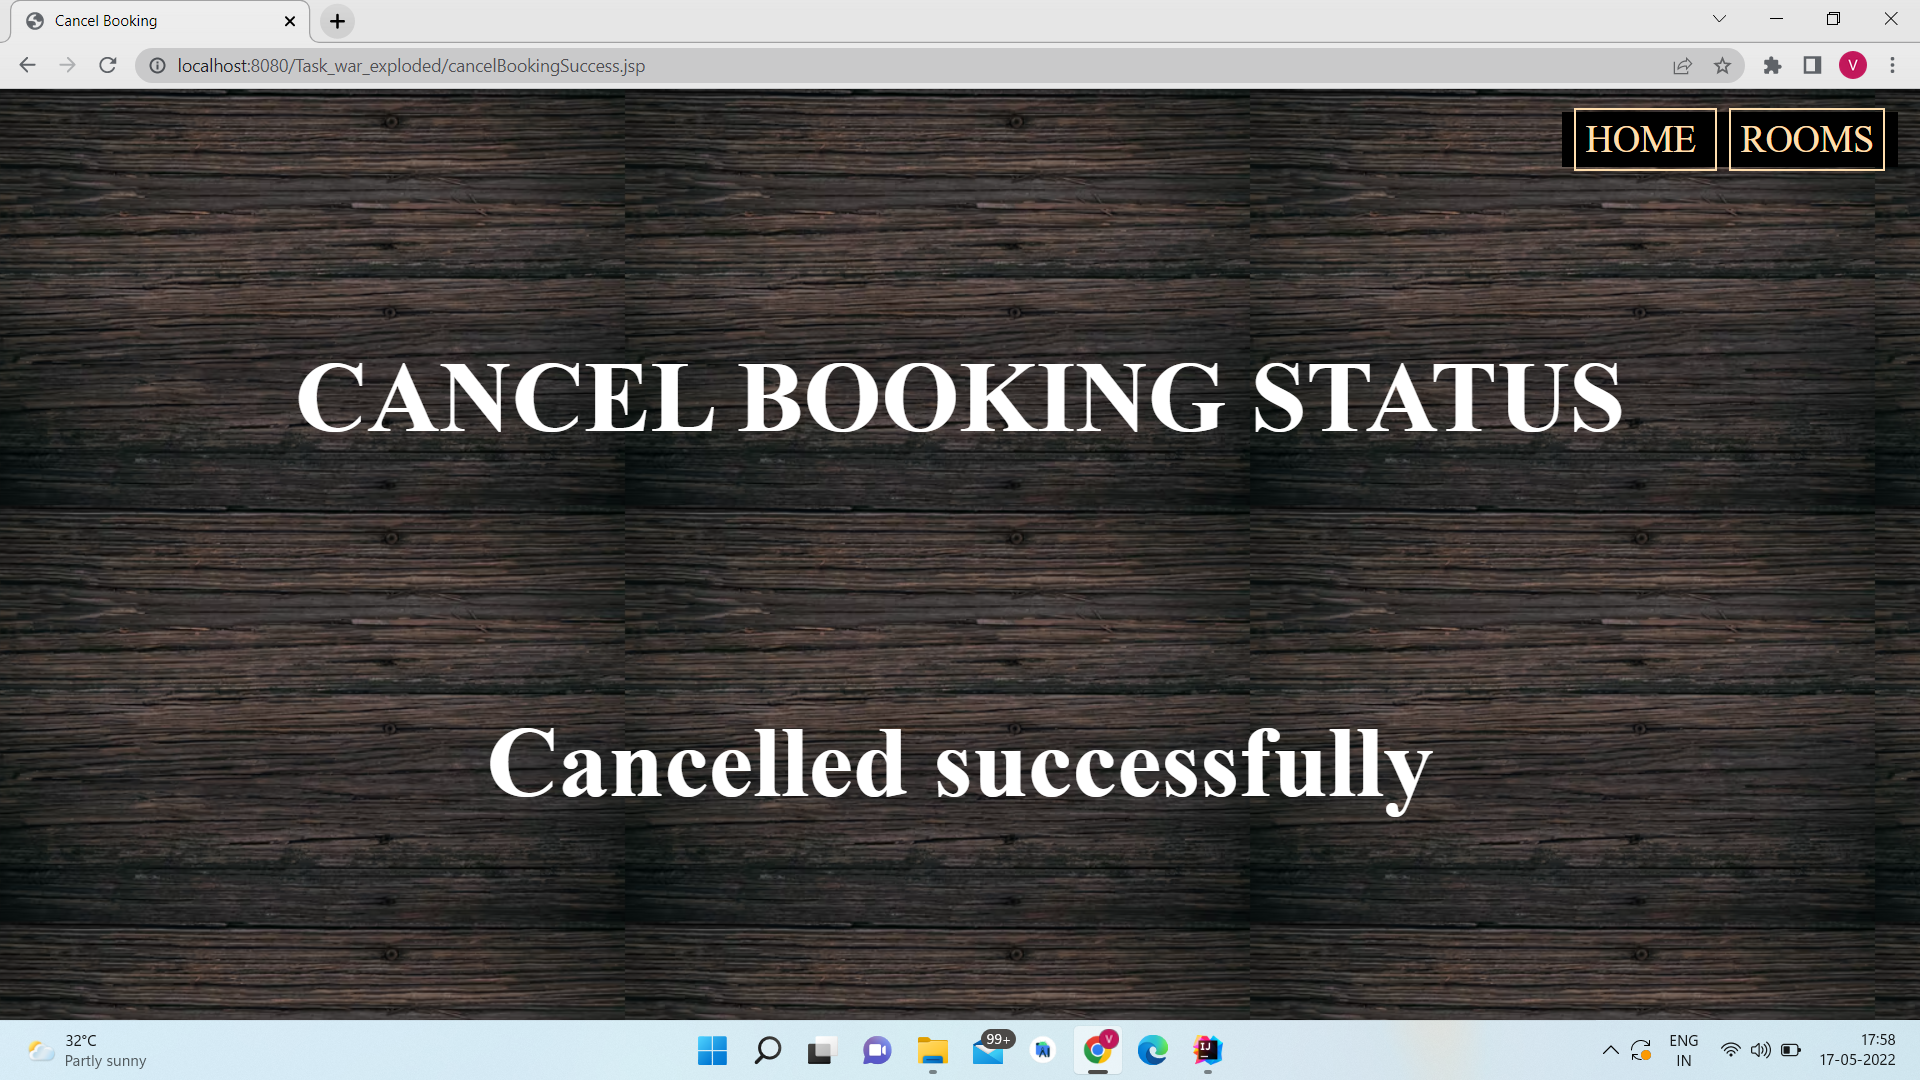 Cancel Booking
localhost:8080/Task_war_exploded/cancelBookingSuccess.jsp
V
HOME ROOMS
CANCEL BOOKING STATUS
Cancelled successfully
32°C
Partly sunny
99+
V
IJ
ENG
IN
17:58
17-05-2022